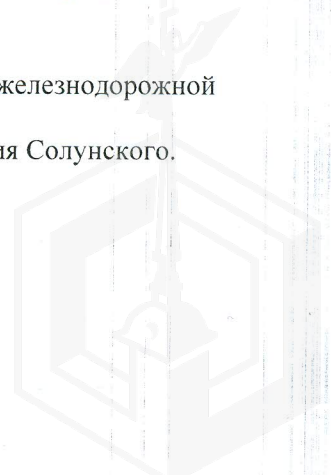 железнодорожной
ия Солунского.